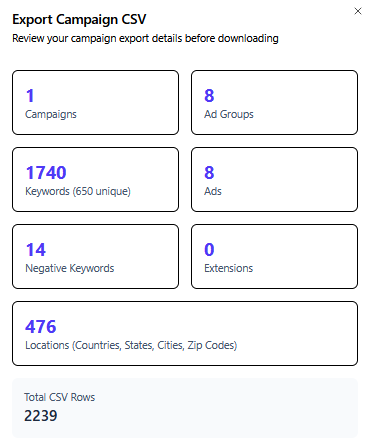 Export Campaign CSV
Review your campaign export details before downloading
1
Campaigns
8
Ad Groups
1740
Keywords (650 unique)
8
Ads
14
Negative Keywords
0
Extensions
476
Locations (Countries, States, Cities, Zip Codes)
Total CSV Rows
2239